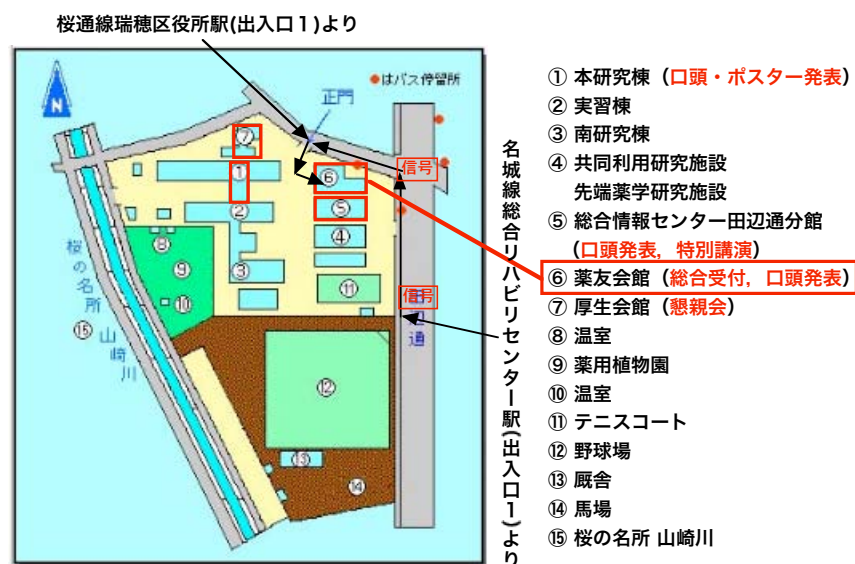 桜通線瑞穂区役所駅(出入口1)より
●はバス停留所
正門
N
信号
信号
田辺通
桜の名所山崎川
⑦
①
⑥
②
⑤
④
③
⑧
⑨
⑩
⑪
⑫
⑬
⑭
⑮
名城線総合リハビリセンター駅(出入口1)より
① 本研究棟(口頭・ポスター発表)
② 実習棟
③ 南研究棟
④ 共同利用研究施設
先端薬学研究施設
⑤ 総合情報センター田辺通分館
(口頭発表,特別講演)
⑥ 薬友会館(総合受付,口頭発表)
⑦ 厚生会館(懇親会)
⑧ 温室
⑨ 薬用植物園
⑩ 温室
⑪ テニスコート
⑫ 野球場
⑬ 厩舎
⑭ 馬場
⑮ 桜の名所 山崎川